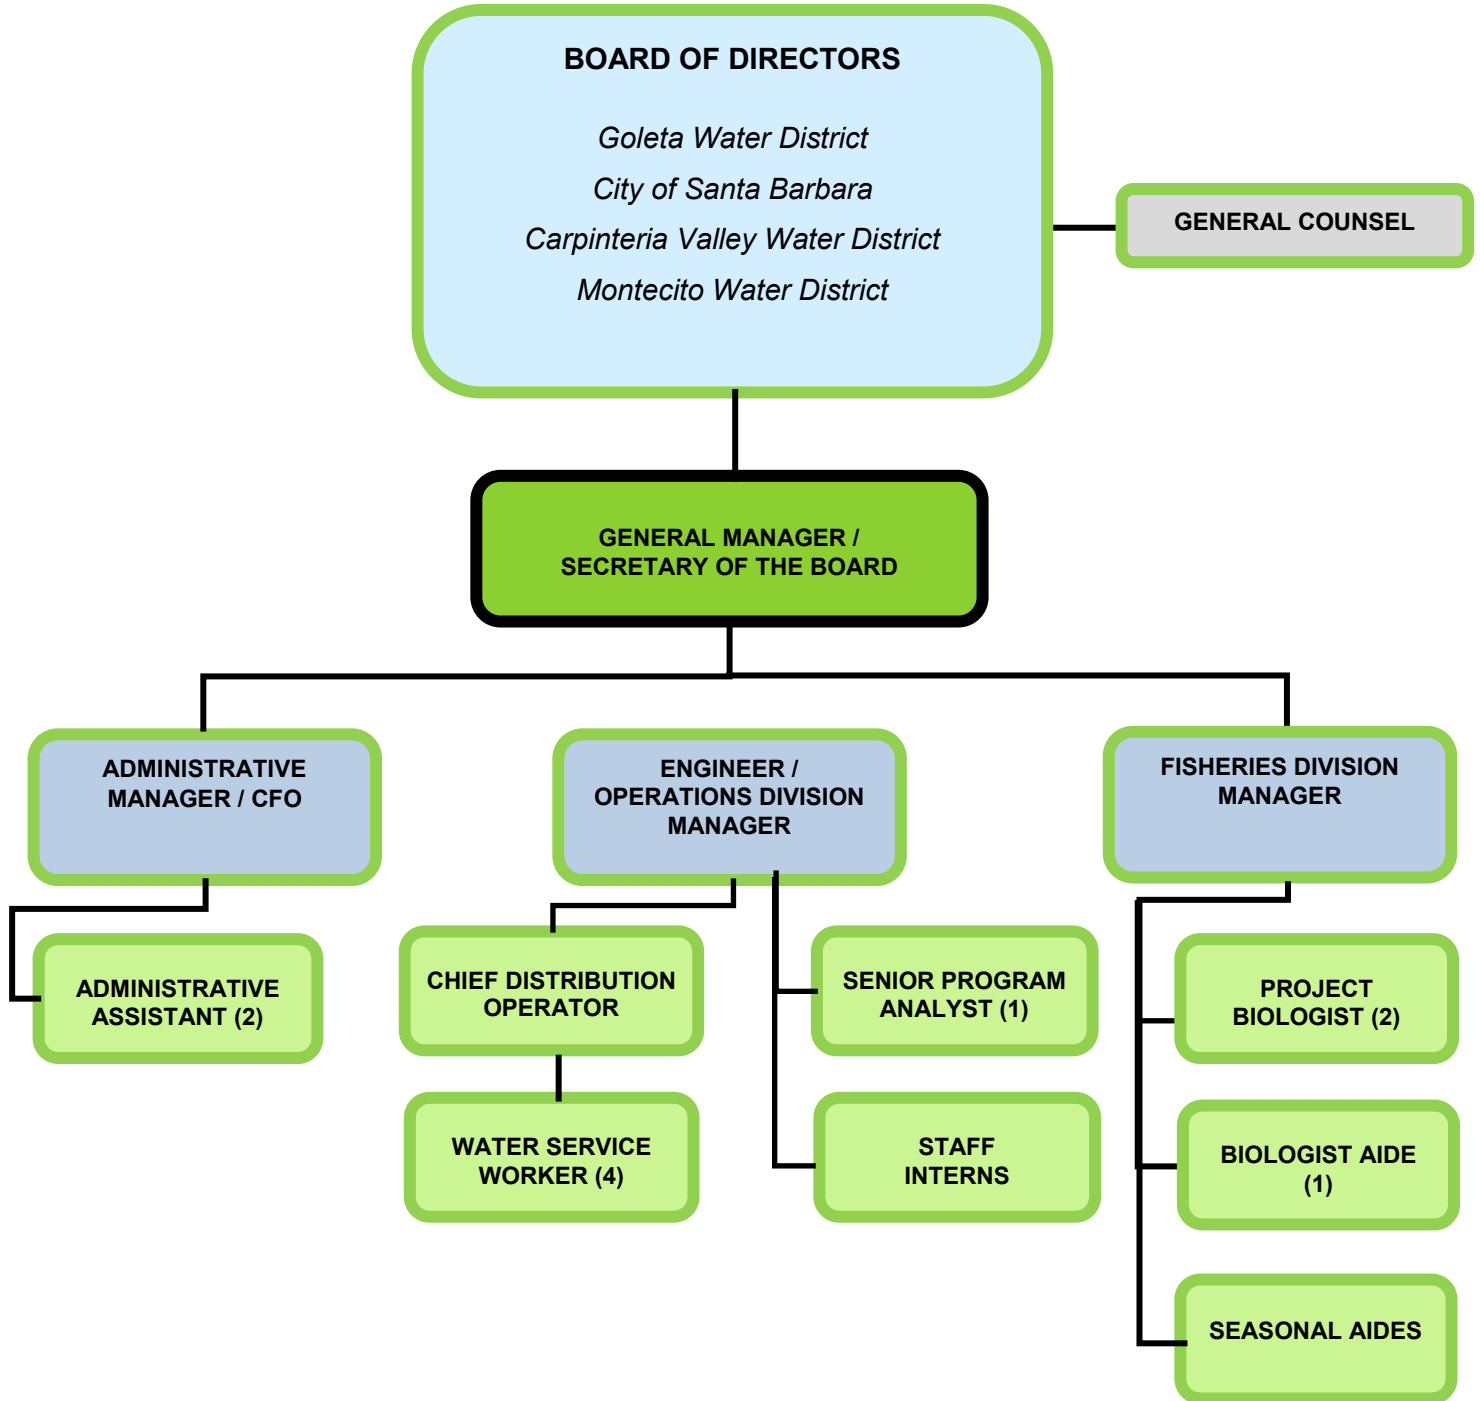 BOARD OF DIRECTORS
Goleta Water District
City of Santa Barbara
Carpinteria Valley Water District
Montecito Water District
GENERAL COUNSEL
GENERAL MANAGER /
SECRETARY OF THE BOARD
ADMINISTRATIVE
MANAGER / CFO
ENGINEER /
OPERATIONS DIVISION
MANAGER
FISHERIES DIVISION
MANAGER
ADMINISTRATIVE
ASSISTANT (2)
CHIEF DISTRIBUTION
OPERATOR
SENIOR PROGRAM
ANALYST (1)
PROJECT
BIOLOGIST (2)
WATER SERVICE
WORKER (4)
STAFF
INTERNS
BIOLOGIST AIDE
(1)
SEASONAL AIDES